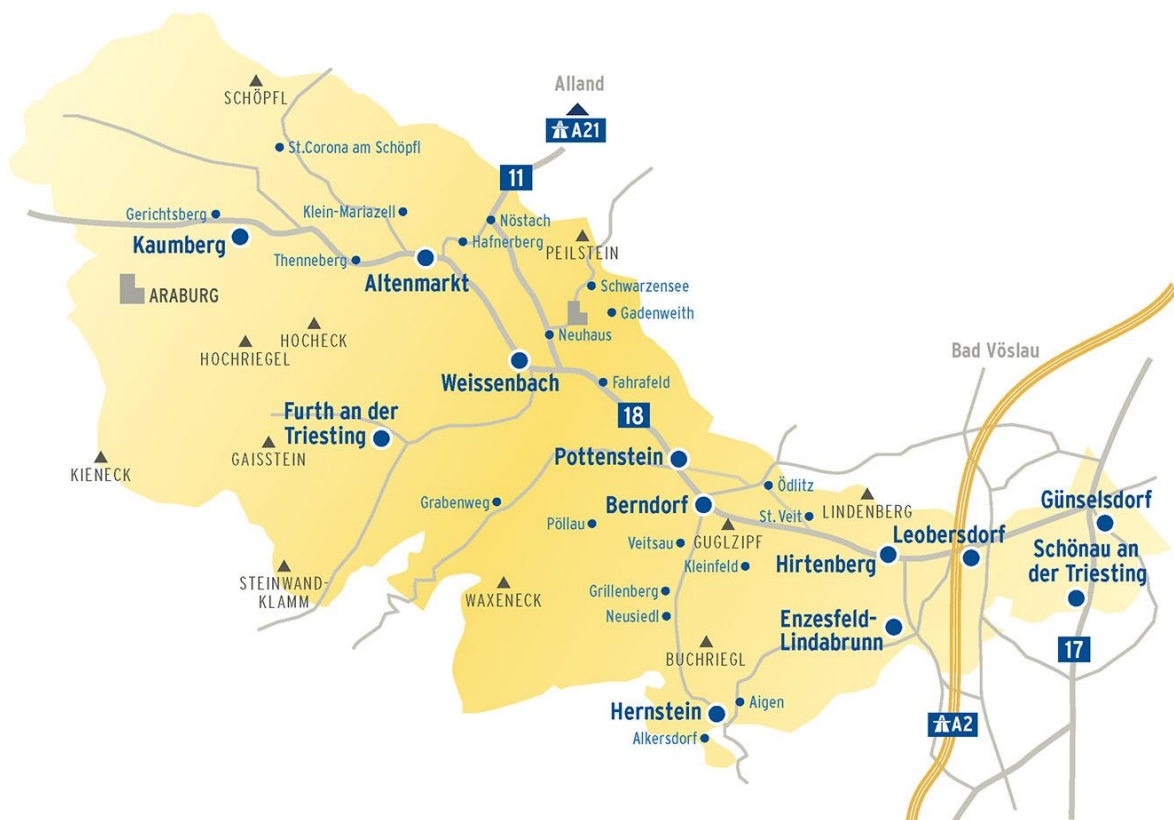 Alland
A21
SCHÖPFL
St.Corona am Schöpfl
11
Gerichtsberg
Klein-Mariazell
Nöstach
Kaumberg
Hafnerberg
PEILSTEIN
Thenneberg
Altenmarkt
ARABURG
Schwarzensee
Gadenweith
HOCHECK
Neuhaus
HOCHRIEGEL
Bad Vöslau
Weissenbach
Fahrafeld
Furth an der
Triesting
18
GAISSTEIN
Pottenstein
KIENECK
Ödlitz
Grabenweg
Berndorf
LINDENBERG
Günselsdorf
Pöllau
St.Veit
GUGLZIPF
Leobersdorf
Veitsau
Kleinfeld
Hirtenberg
Schönau an
der Triesting
STEINWAND-
KLAMM
WAXENECK
Grillenberg
Neusiedl
Enzesfeld-
Lindabrunn
BUCHRIEGL
17
Aigen
Hernstein
A2
Alkersdorf